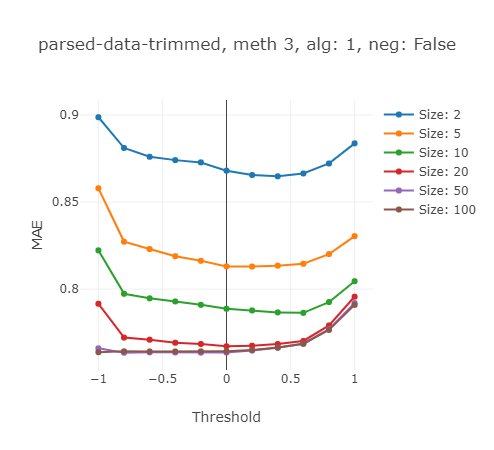 parsed-data-trimmed, meth 3, alg: 1, neg: False
0.9
0.85
0.8
MAE
−1
−0.5
0
0.5
1
Threshold
Size: 2
Size: 5
Size: 10
Size: 20
Size: 50
Size: 100